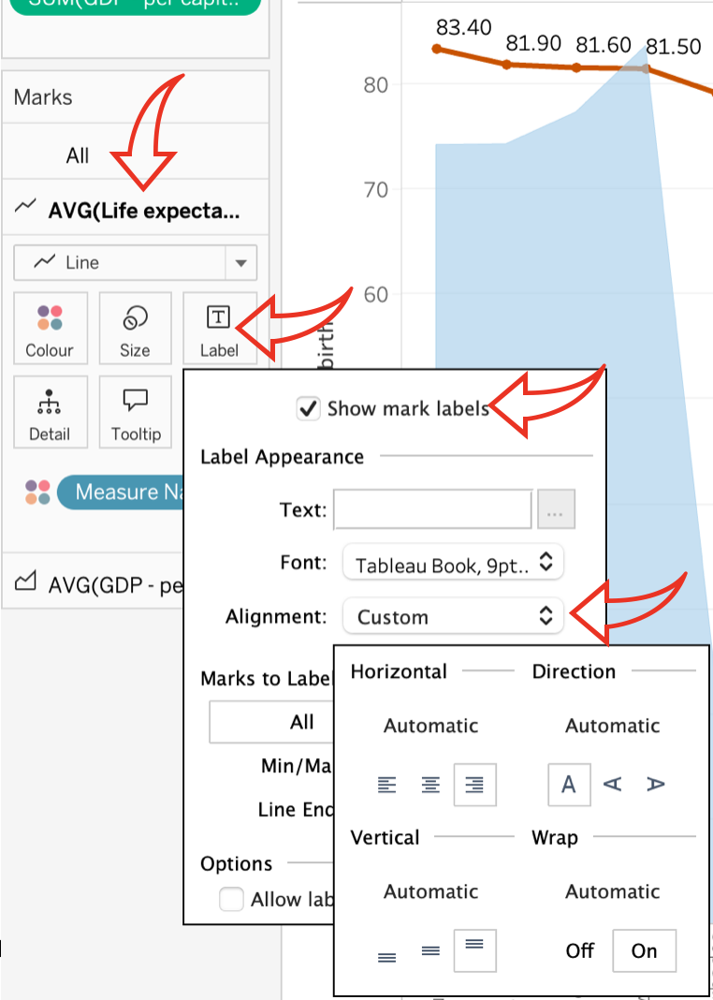 SUM(GDP - per capit..
Marks
All
AVG(Life expecta...
Line
Colour
Size
Label
Detail
Tooltip
Measure Na
AVG(GDP - pe
83.40
81.90
81.60
81.50
80
70
60
birth
Show mark labels
Label Appearance
Text:
...
Font:
Tableau Book, 9pt..
Alignment:
Custom
Marks to Label
All
Min/Ma
Line End
Options
Allow lab
Horizontal
Direction
Automatic
Automatic
A
A
A
Vertical
Wrap
Automatic
Automatic
Off
On